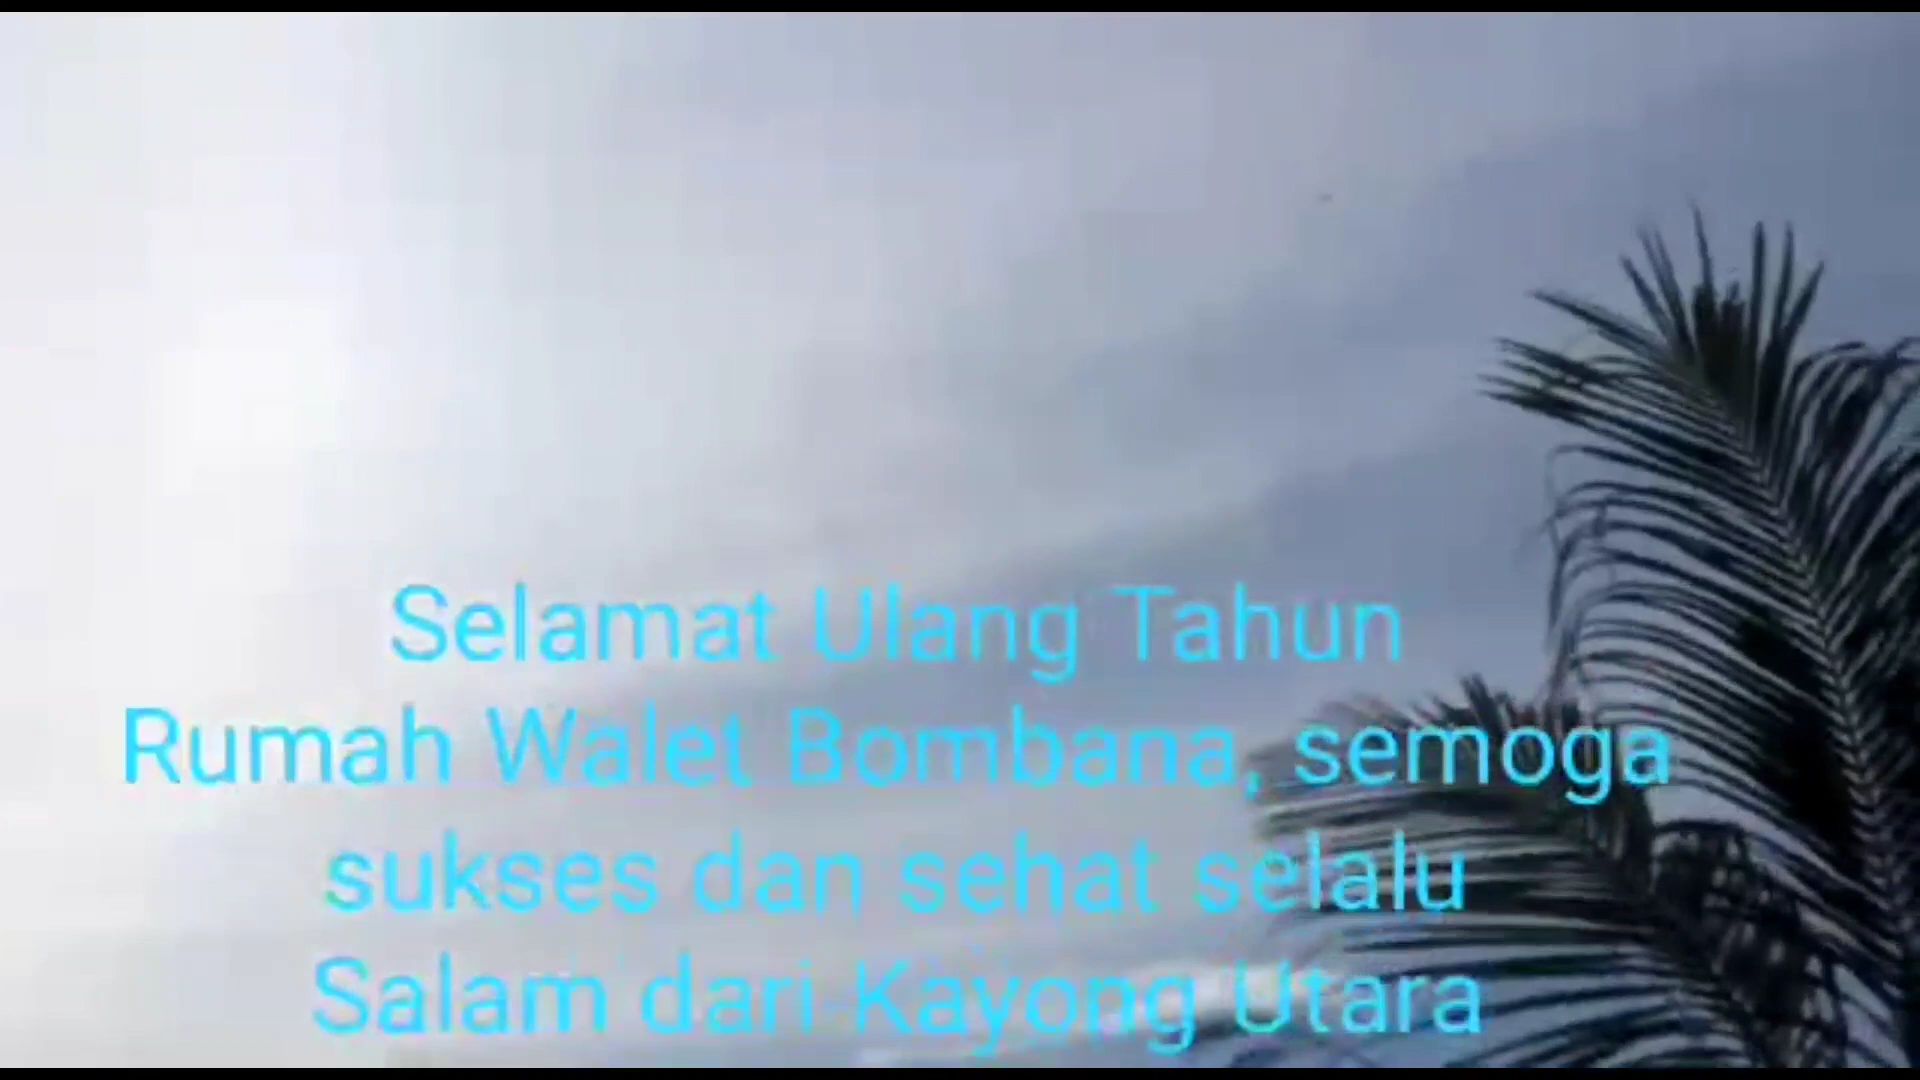 Selamat Ulang Tahun
Rumah Walet Bombana, semoga
sukses dan sehat selalu
Salam dari Kayong Utara